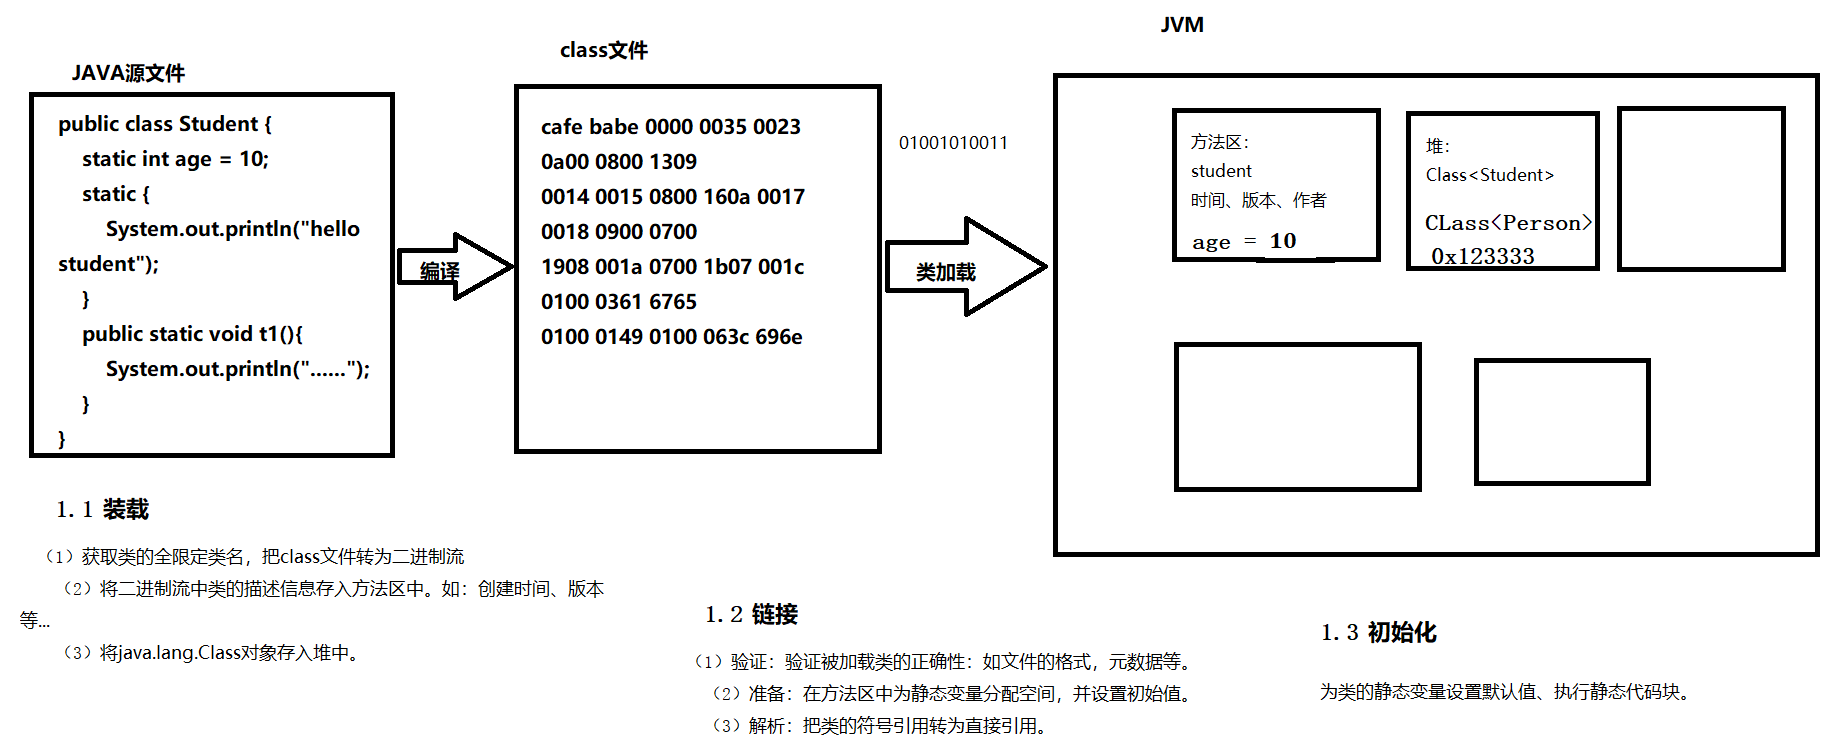 JAVA源文件
public class Student {
static int age = 10;
static {
System.out.println("hello
student");
}
public static void t1(){
System.out.println("......");
}
}
编译
class文件
cafe babe 0000 0035 0023
0a00 0800 1309
0014 0015 0800 160a 0017
0018 0900 0700
1908 001a 0700 1b07 001c
0100 0361 6765
0100 0149 0100 063c 696e
01001010011
类加载
JVM
方法区：
student
时间、版本、作者
age = 10
堆：
Class<Student>
CLass<Person>
0x123333
1.1 装载
（1）获取类的全限定类名，把class文件转为二进制流
（2）将二进制流中类的描述信息存入方法区中。如：创建时间、版本
等...
（3）将java.lang.Class对象存入堆中。
1.2 链接
（1）验证：验证被加载类的正确性：如文件的格式，元数据等。
（2）准备：在方法区中为静态变量分配空间，并设置初始值。
（3）解析：把类的符号引用转为直接引用。
1.3 初始化
为类的静态变量设置默认值、执行静态代码块。